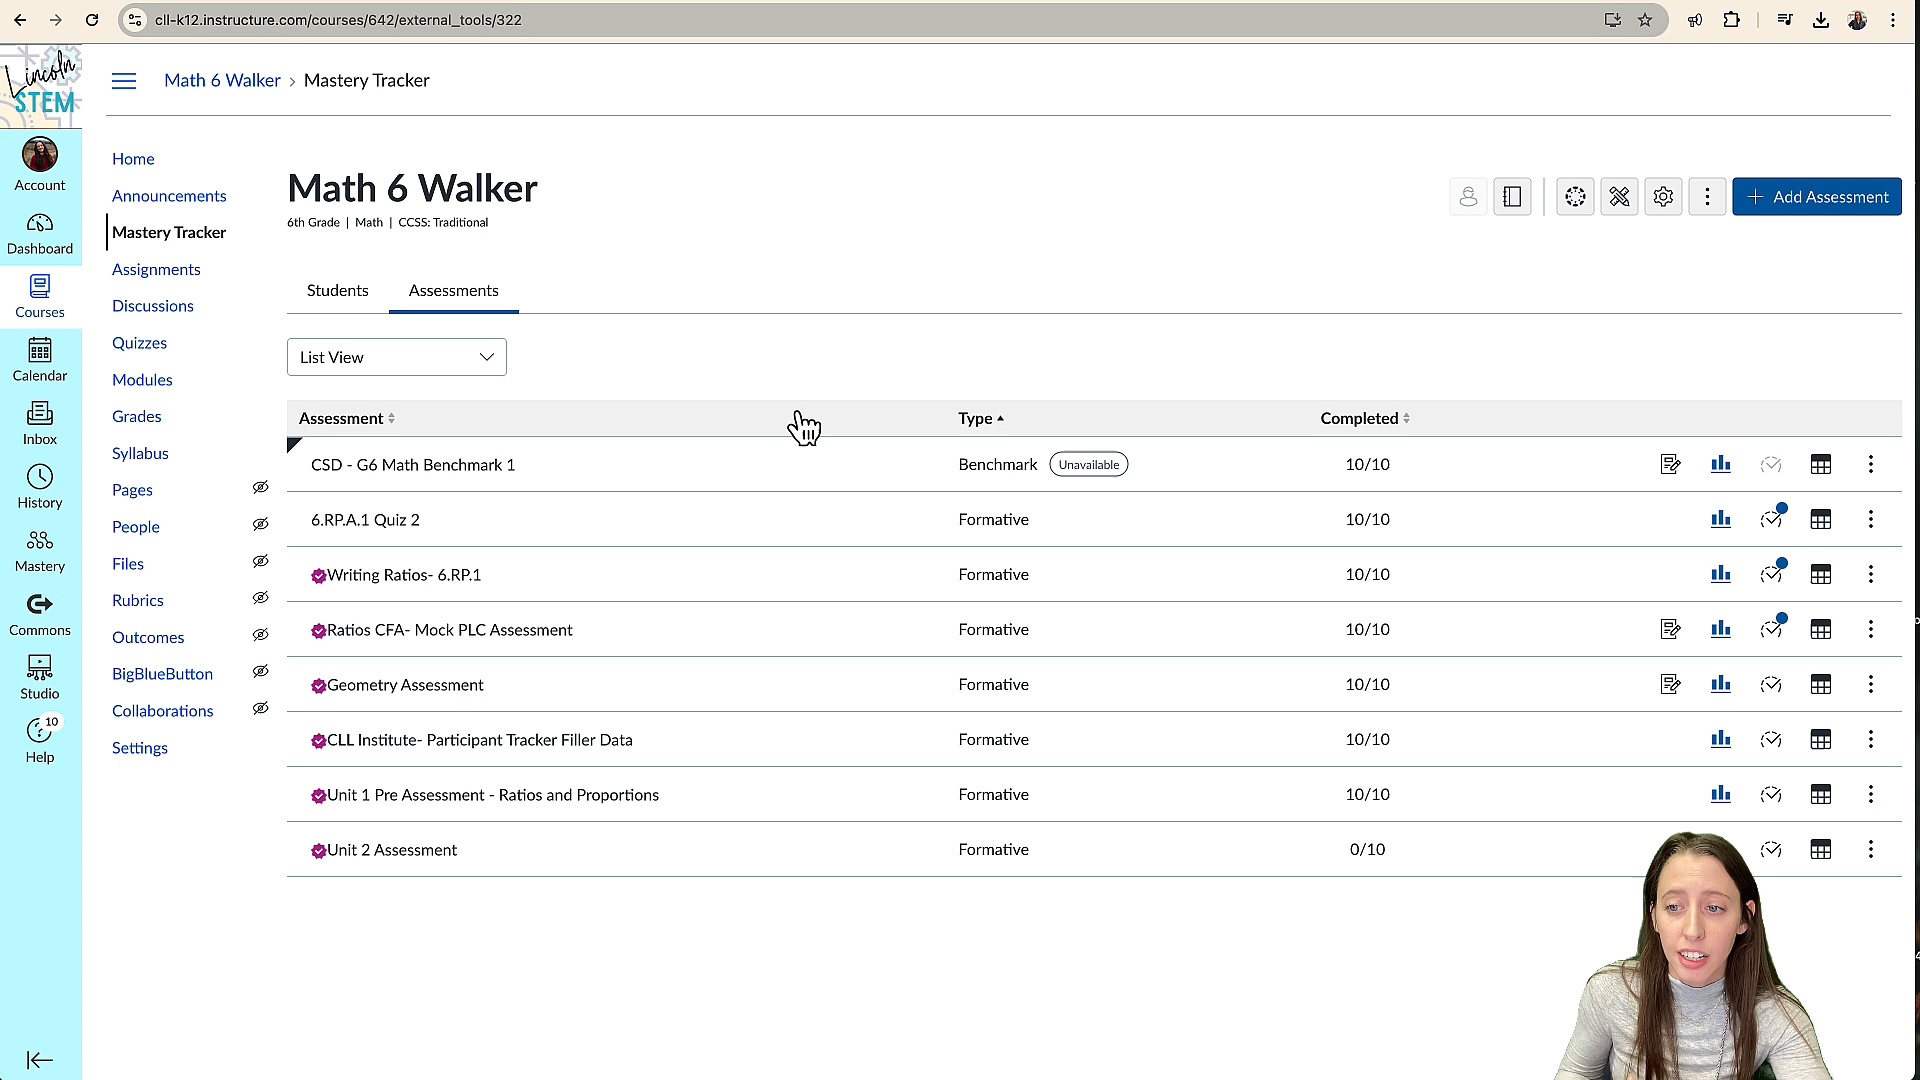 cll-k12.instructure.com/courses/642/external_tools/322
Lincoln
STEM
Math 6 Walker > Mastery Tracker
Account
Dashboard
Courses
Calendar
Inbox
History
Mastery
Commons
Studio
10
Help
Home
Announcements
Mastery Tracker
Assignments
Discussions
Quizzes
Modules
Grades
Syllabus
Pages
People
Files
Rubrics
Outcomes
BigBlueButton
Collaborations
Settings
Math 6 Walker
6th Grade | Math | CCSS: Traditional
+ Add Assessment
Students Assessments
List View
Assessment Type Completed
CSD - G6 Math Benchmark 1 Benchmark Unavailable 10/10
6.RP.A.1 Quiz 2 Formative 10/10
Writing Ratios- 6.RP.1 Formative 10/10
Ratios CFA- Mock PLC Assessment Formative 10/10
Geometry Assessment Formative 10/10
CLL Institute- Participant Tracker Filler Data Formative 10/10
Unit 1 Pre Assessment - Ratios and Proportions Formative 10/10
Unit 2 Assessment Formative 0/10